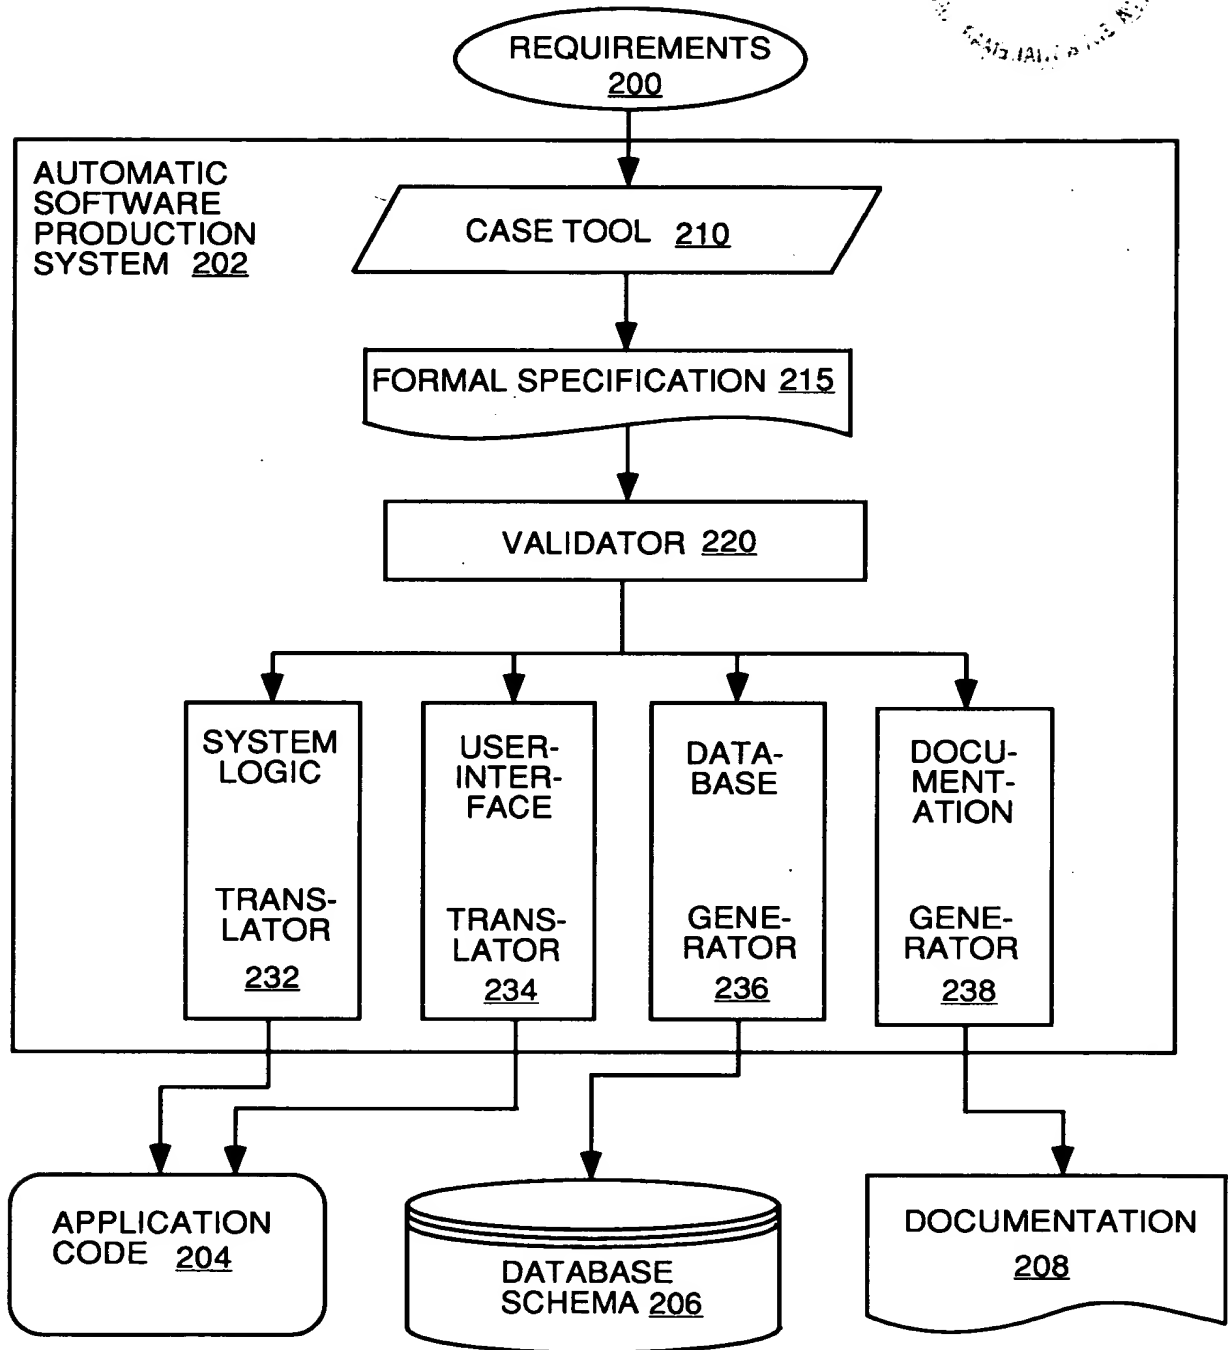 REQUIREMENTS
200
AUTOMATIC
SOFTWARE
PRODUCTION
SYSTEM 202
CASE TOOL 210
FORMAL SPECIFICATION 215
VALIDATOR 220
SYSTEM
LOGIC
TRANS-
LATOR
232
USER-
INTER-
FACE
TRANS-
LATOR
234
DATA-
BASE
GENE-
RATOR
236
DOCU-
MENT-
ATION
GENE-
RATOR
238
APPLICATION
CODE 204
DATABASE
SCHEMA 206
DOCUMENTATION
208